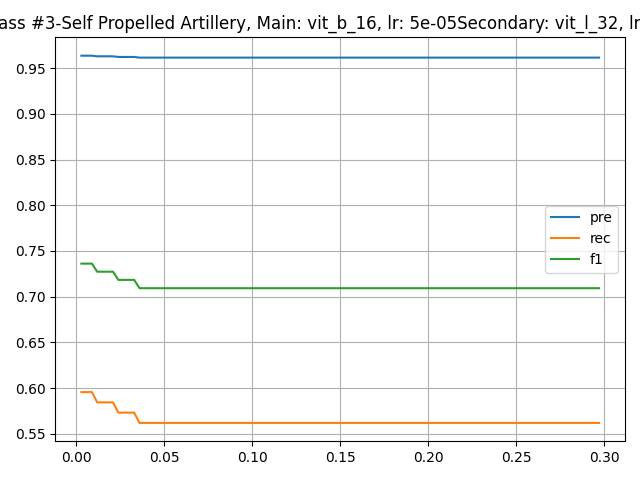 ass #3-Self Propelled Artillery, Main: vit_b_16, lr: 5e-05Secondary: vit_l_32, lr
0.95
0.90
0.85
0.80
0.75
0.70
0.65
0.60
0.55
pre
rec
f1
0.00 0.05 0.10 0.15 0.20 0.25 0.30